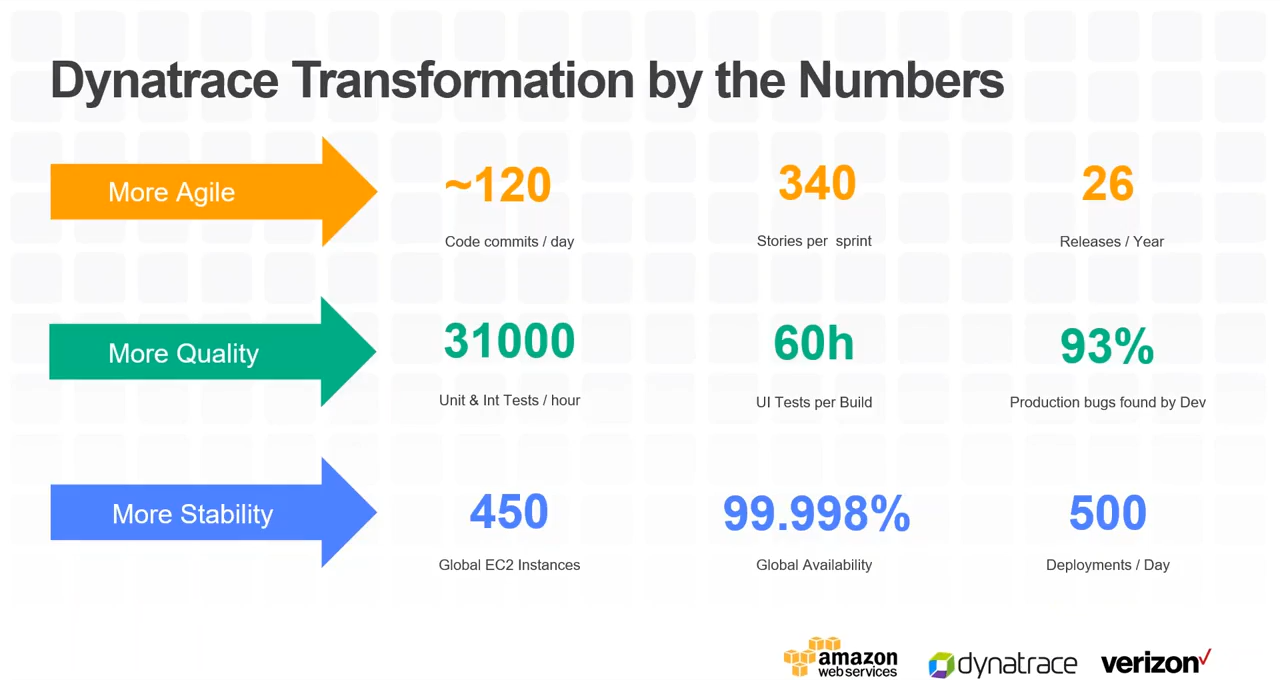 Dynatrace Transformation by the Numbers
More Agile
~120
340
26
Code commits / day
Stories per  sprint
Releases / Year
More Quality
31000
60h
93%
Unit & Int Tests / hour
UI Tests per Build
Production bugs found by Dev
More Stability
450
99.998%
500
Global EC2 Instances
Global Availability
Deployments / Day
amazon
web services
dynatrace
verizon✓